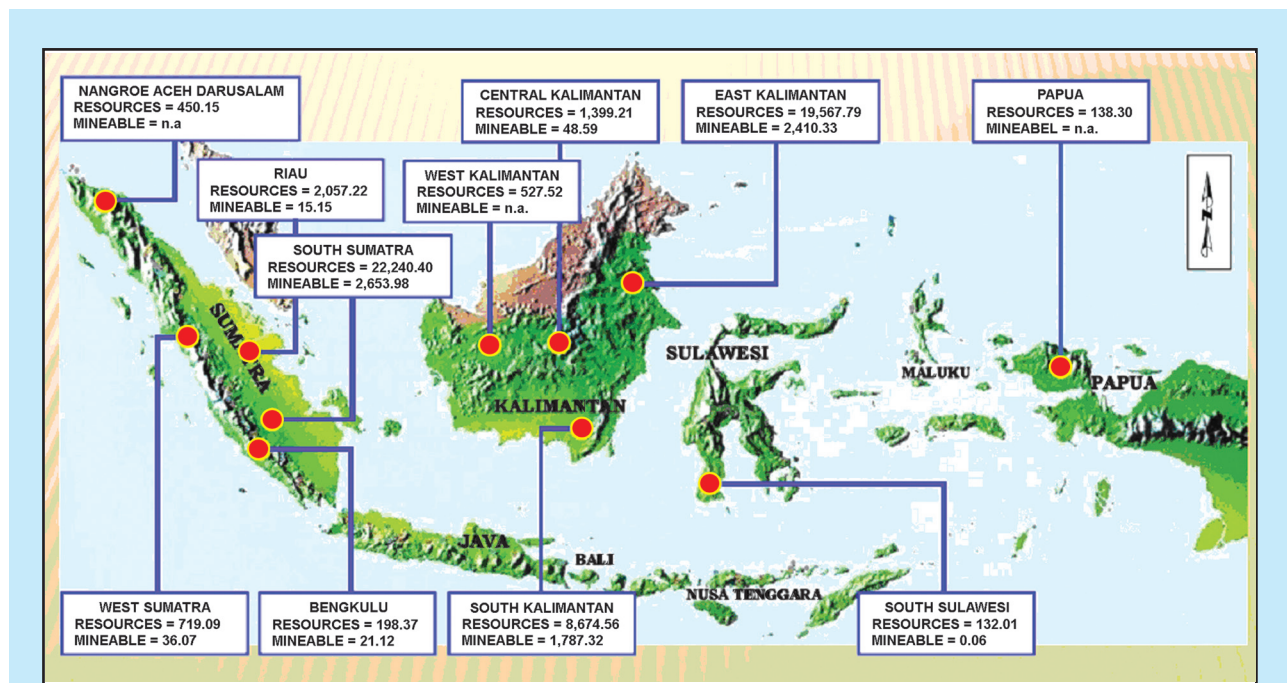 NANGROE ACEH DARUSALAM
RESOURCES = 450.15
MINEABLE = n.a
CENTRAL KALIMANTAN
RESOURCES = 1,399.21
MINEABLE = 48.59
EAST KALIMANTAN
RESOURCES = 19,567.79
MINEABLE = 2,410.33
PAPUA
RESOURCES = 138.30
MINEABEL = n.a.
RIAU
RESOURCES = 2,057.22
MINEABLE = 15.15
WEST KALIMANTAN
RESOURCES = 527.52
MINEABLE = n.a.
SOUTH SUMATRA
RESOURCES = 22,240.40
MINEABLE = 2,653.98
N
SUMATRA
SULAWESI
MALUKU
PAPUA
KALIMANTAN
JAVA
BALI
NUSA TENGGARA
WEST SUMATRA
RESOURCES = 719.09
MINEABLE = 36.07
BENGKULU
RESOURCES = 198.37
MINEABLE = 21.12
SOUTH KALIMANTAN
RESOURCES = 8,674.56
MINEABLE = 1,787.32
SOUTH SULAWESI
RESOURCES = 132.01
MINEABLE = 0.06